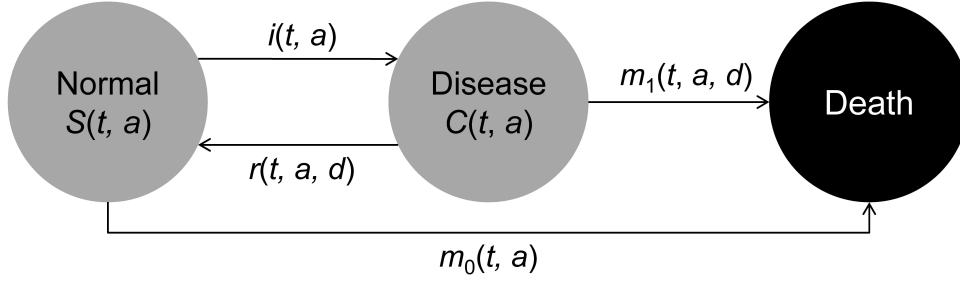 Normal
S(t, a)
i(t, a)
r(t, a, d)
Disease
C(t, a)
m₁(t, a, d)
Death
m₀(t, a)